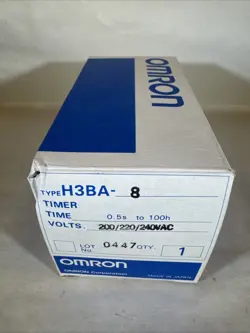 OMRON
TYPE H3BA- 8
TIMER
TIME 0.5s to 100h
VOLTS. 200/220/240VAC
LOT No. 0447 QTY. 1
OMRON
OMRON Corporation MADE IN JAPAN